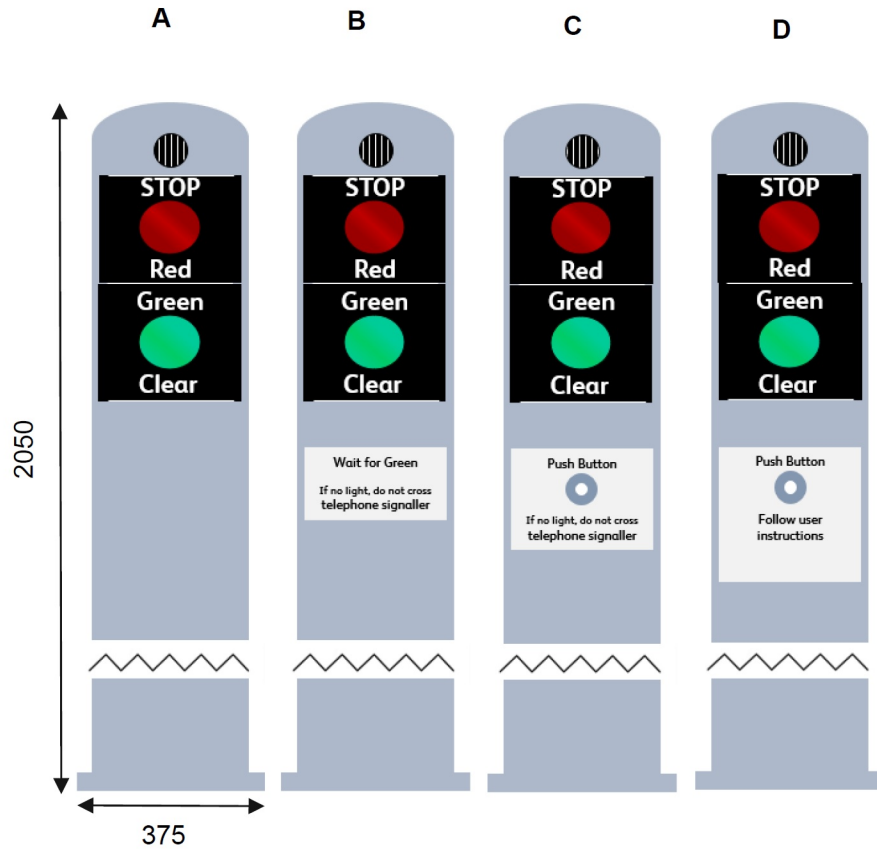 A
B
C
D
STOP
Red
Green
Clear
STOP
Red
Green
Clear
Wait for Green
If no light, do not cross
telephone signaller
STOP
Red
Green
Clear
Push Button
If no light, do not cross
telephone signaller
STOP
Red
Green
Clear
Push Button
Follow user
instructions
2050
375